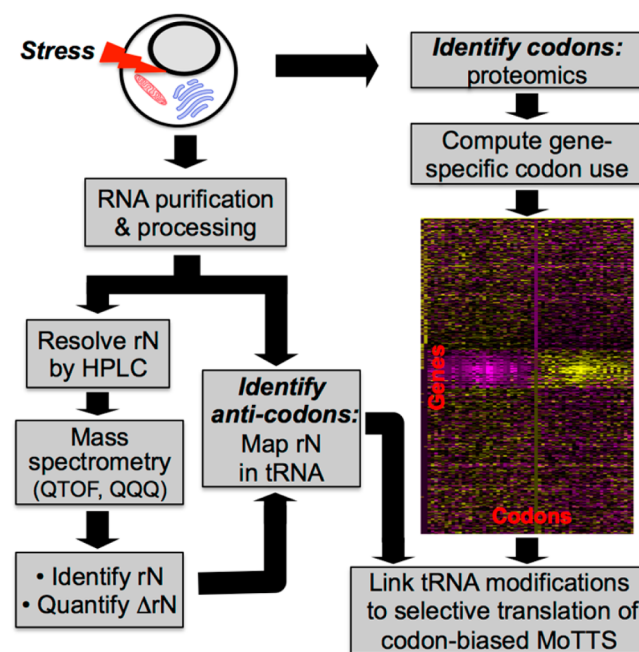 Stress
Identify codons:
proteomics
Compute gene-
specific codon use
RNA purification
& processing
Resolve rN
by HPLC
Mass
spectrometry
(QTOF, QQQ)
• Identify rN
• Quantify ΔrN
Identify
anti-codons:
Map rN
in tRNA
Genes
Codons
Link tRNA modifications
to selective translation of
codon-biased MoTTS